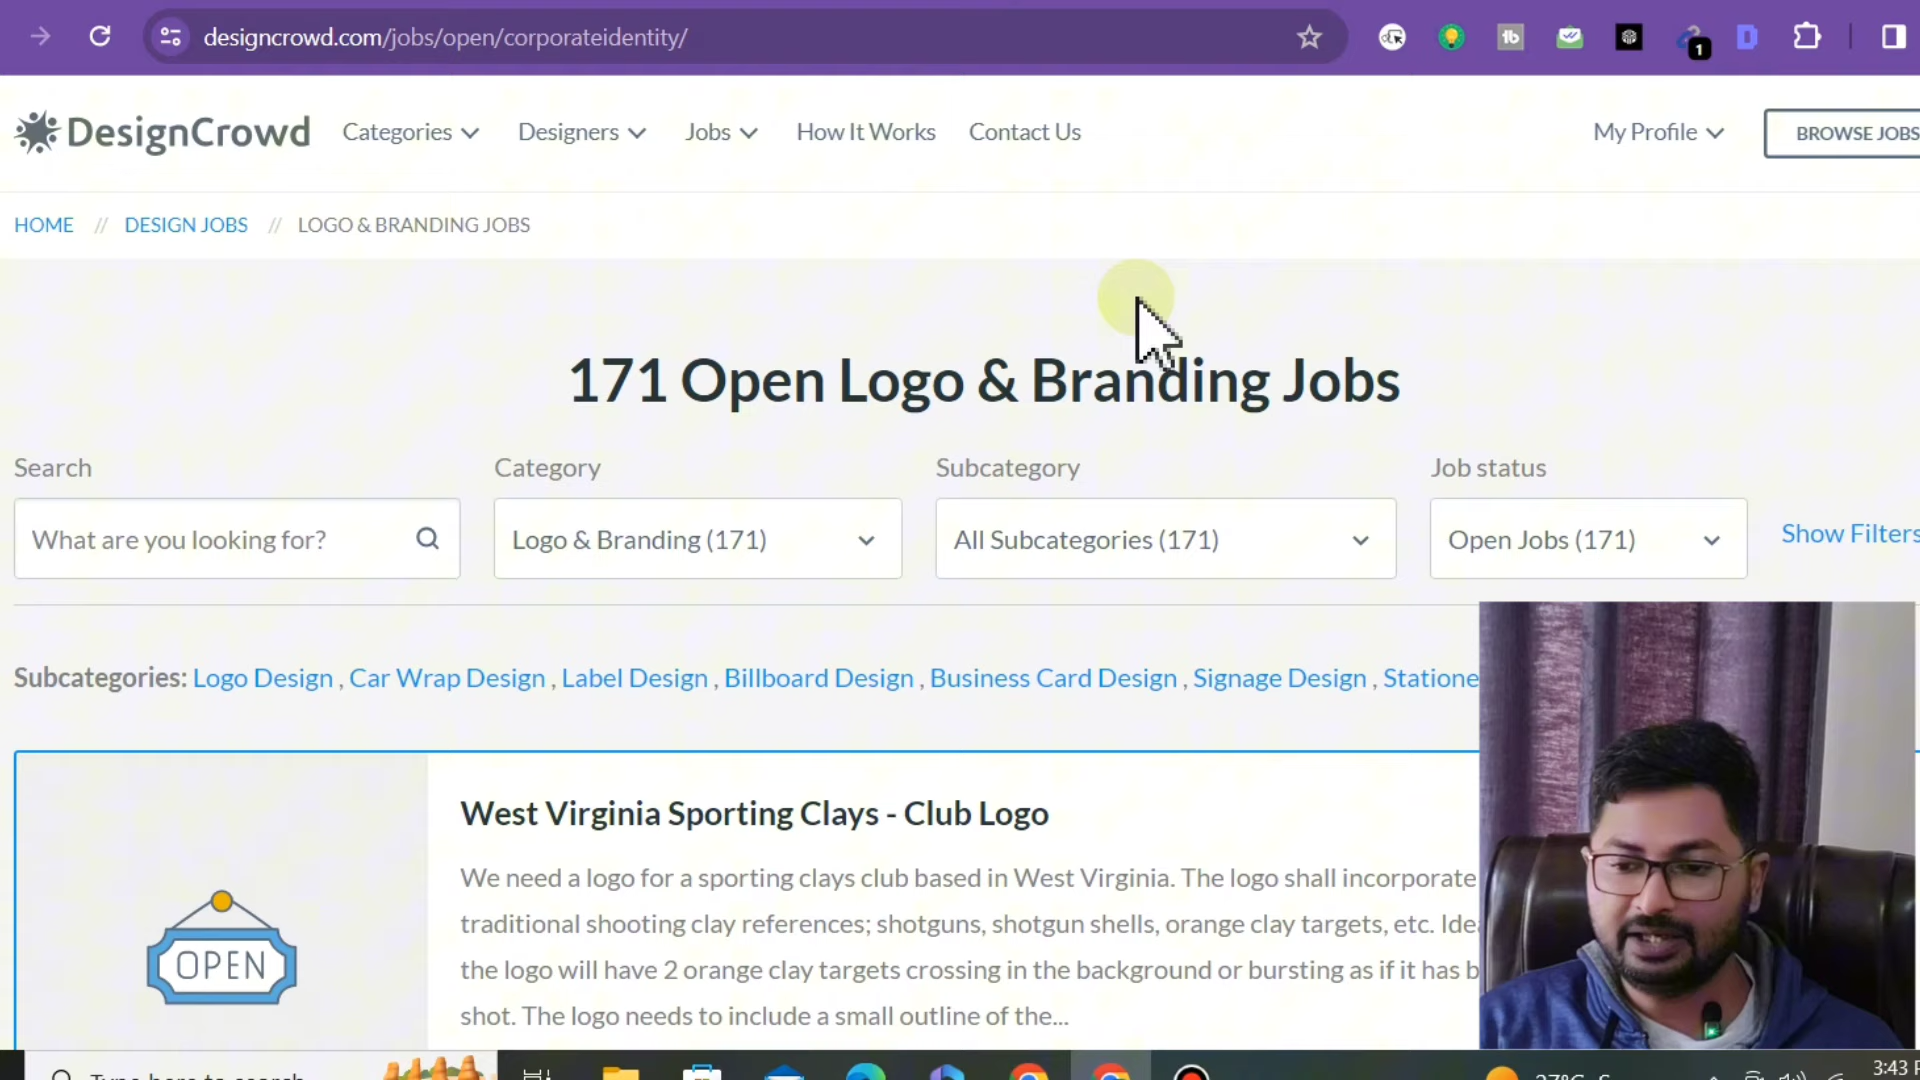 designcrowd.com/jobs/open/corporateidentity/
1
DesignCrowd Categories Designers Jobs How It Works Contact Us My Profile BROWSE JOBS
HOME // DESIGN JOBS // LOGO & BRANDING JOBS
171 Open Logo & Branding Jobs
Search Category Subcategory Job status
What are you looking for? Logo & Branding (171) All Subcategories (171) Open Jobs (171) Show Filters
Subcategories: Logo Design , Car Wrap Design , Label Design , Billboard Design , Business Card Design , Signage Design , Statione
West Virginia Sporting Clays - Club Logo
We need a logo for a sporting clays club based in West Virginia. The logo shall incorporate
traditional shooting clay references; shotguns, shotgun shells, orange clay targets, etc. Ide
the logo will have 2 orange clay targets crossing in the background or bursting as if it has b
shot. The logo needs to include a small outline of the...
OPEN
Type here to search 27°C 3:43